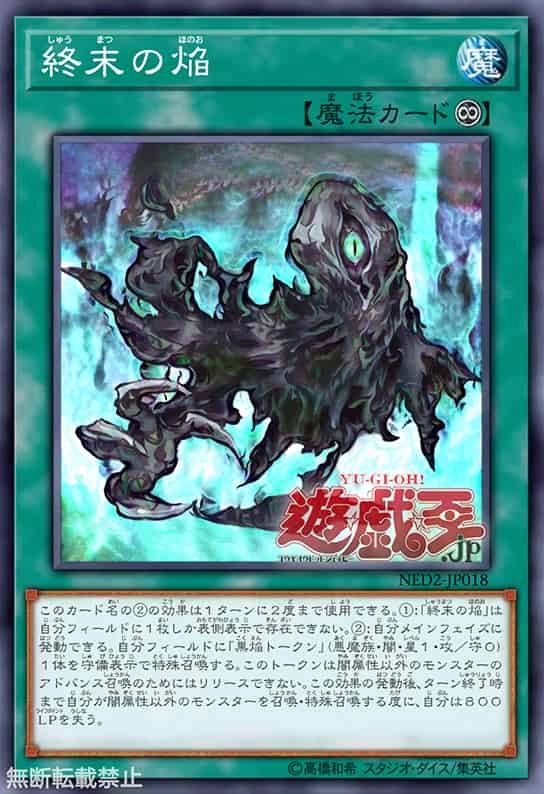 終末の焔
しゅう まつ ほのお
魔
【魔法カード】
ま ほう
YU-GI-OH!
遊戯王.jp
NED2-JP018
このカード名の②の効果は1ターンに2度まで使用できる。①:「終末の焔」は
自分フィールドに1枚しか表側表示で存在できない。②:自分メインフェイズに
発動できる。自分フィールドに「黒焔トークン」(悪魔族・闇・星1・攻/守0)
1体を守備表示で特殊召喚する。このトークンは闇属性以外のモンスターの
アドバンス召喚のためにはリリースできない。この効果の発動後、ターン終了時
まで自分が闇属性以外のモンスターを召喚・特殊召喚する度に、自分は800
LPを失う。
無断転載禁止
©高橋和希 スタジオ・ダイス/集英社